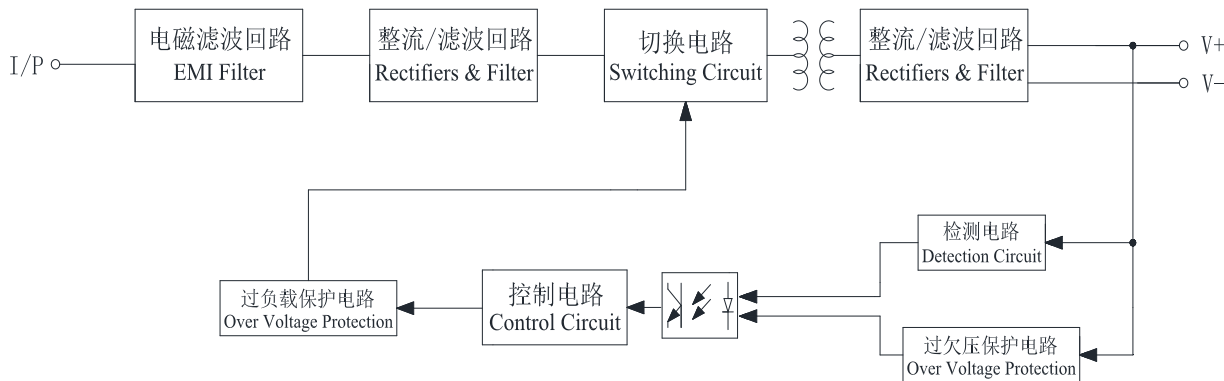 I/P
电磁滤波回路
EMI Filter
整流/滤波回路
Rectifiers & Filter
切换电路
Switching Circuit
整流/滤波回路
Rectifiers & Filter
V+
V-
检测电路
Detection Circuit
过负载保护电路
Over Voltage Protection
控制电路
Control Circuit
过欠压保护电路
Over Voltage Protection